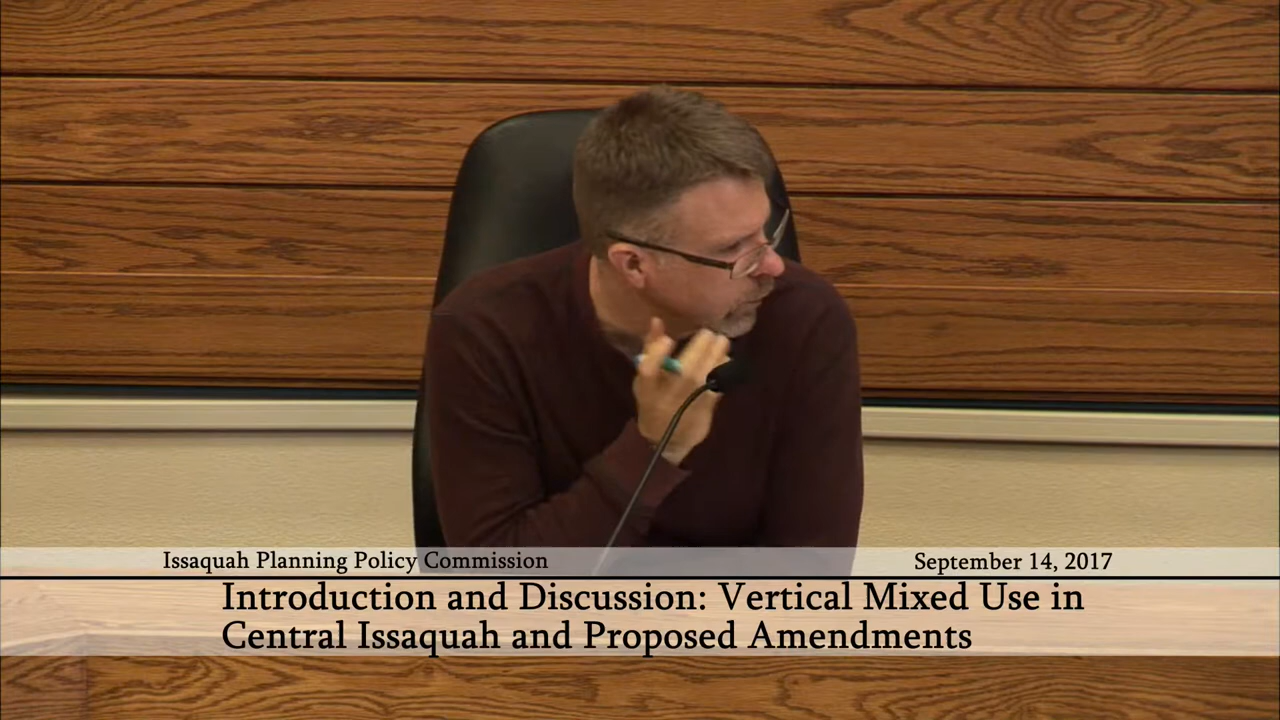 Issaquah Planning Policy Commission
September 14, 2017
Introduction and Discussion: Vertical Mixed Use in
Central Issaquah and Proposed Amendments